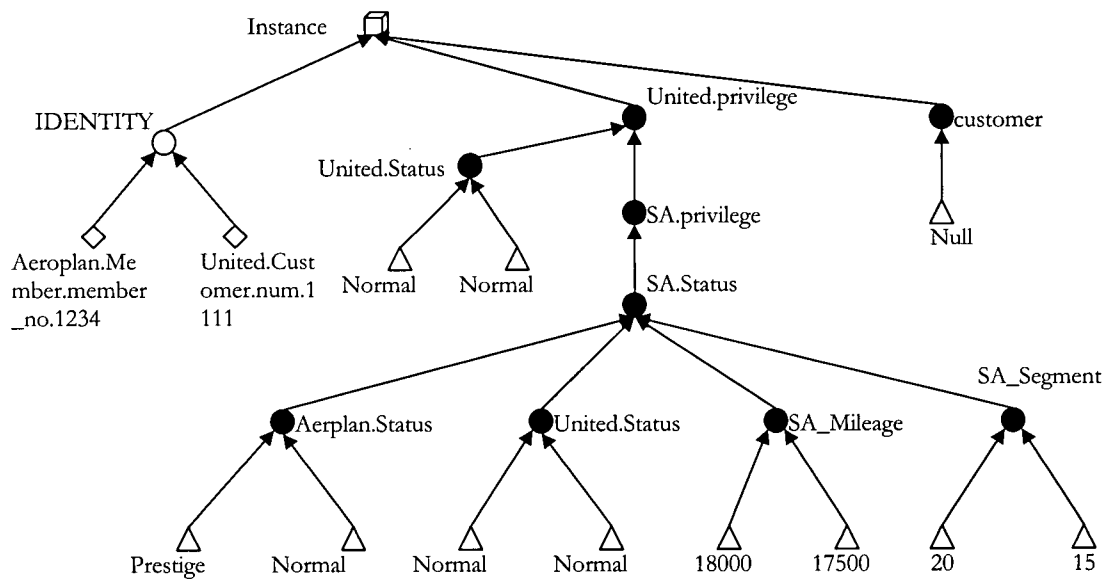 Instance
United.privilege
IDENTITY
customer
United.Status
SA.privilege
Null
Aeroplan.Me
mber.member
_no.1234
United.Cust
omer.num.1
111
Normal
Normal
SA.Status
SA_Segment
Aerplan.Status
United.Status
SA_Mileage
Prestige
Normal
Normal
Normal
18000
17500
20
15